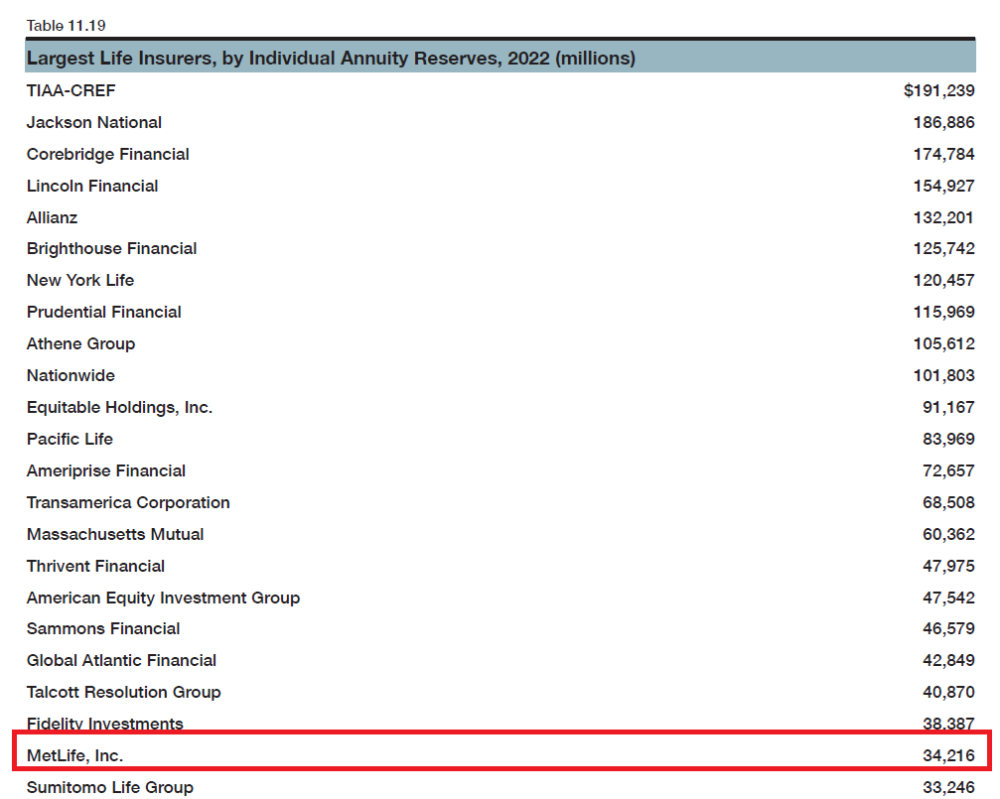 Table 11.19
Largest Life Insurers, by Individual Annuity Reserves, 2022 (millions)
TIAA-CREF $191,239
Jackson National 186,886
Corebridge Financial 174,784
Lincoln Financial 154,927
Allianz 132,201
Brighthouse Financial 125,742
New York Life 120,457
Prudential Financial 115,969
Athene Group 105,612
Nationwide 101,803
Equitable Holdings, Inc. 91,167
Pacific Life 83,969
Ameriprise Financial 72,657
Transamerica Corporation 68,508
Massachusetts Mutual 60,362
Thrivent Financial 47,975
American Equity Investment Group 47,542
Sammons Financial 46,579
Global Atlantic Financial 42,849
Talcott Resolution Group 40,870
Fidelity Investments 38,387
MetLife, Inc. 34,216
Sumitomo Life Group 33,246